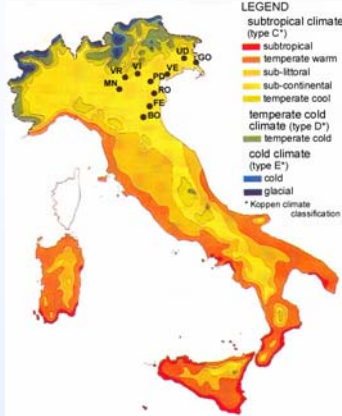 LEGEND
subtropical climate
(type C*)
subtropical
temperate warm
sub-littoral
sub-continental
temperate cool
temperate cold
climate (type D*)
temperate cold
cold climate
(type E*)
cold
glacial
* Koppen climate
classification
UD
GO
VR
VI
VE
PD
MN
RO
FE
BO